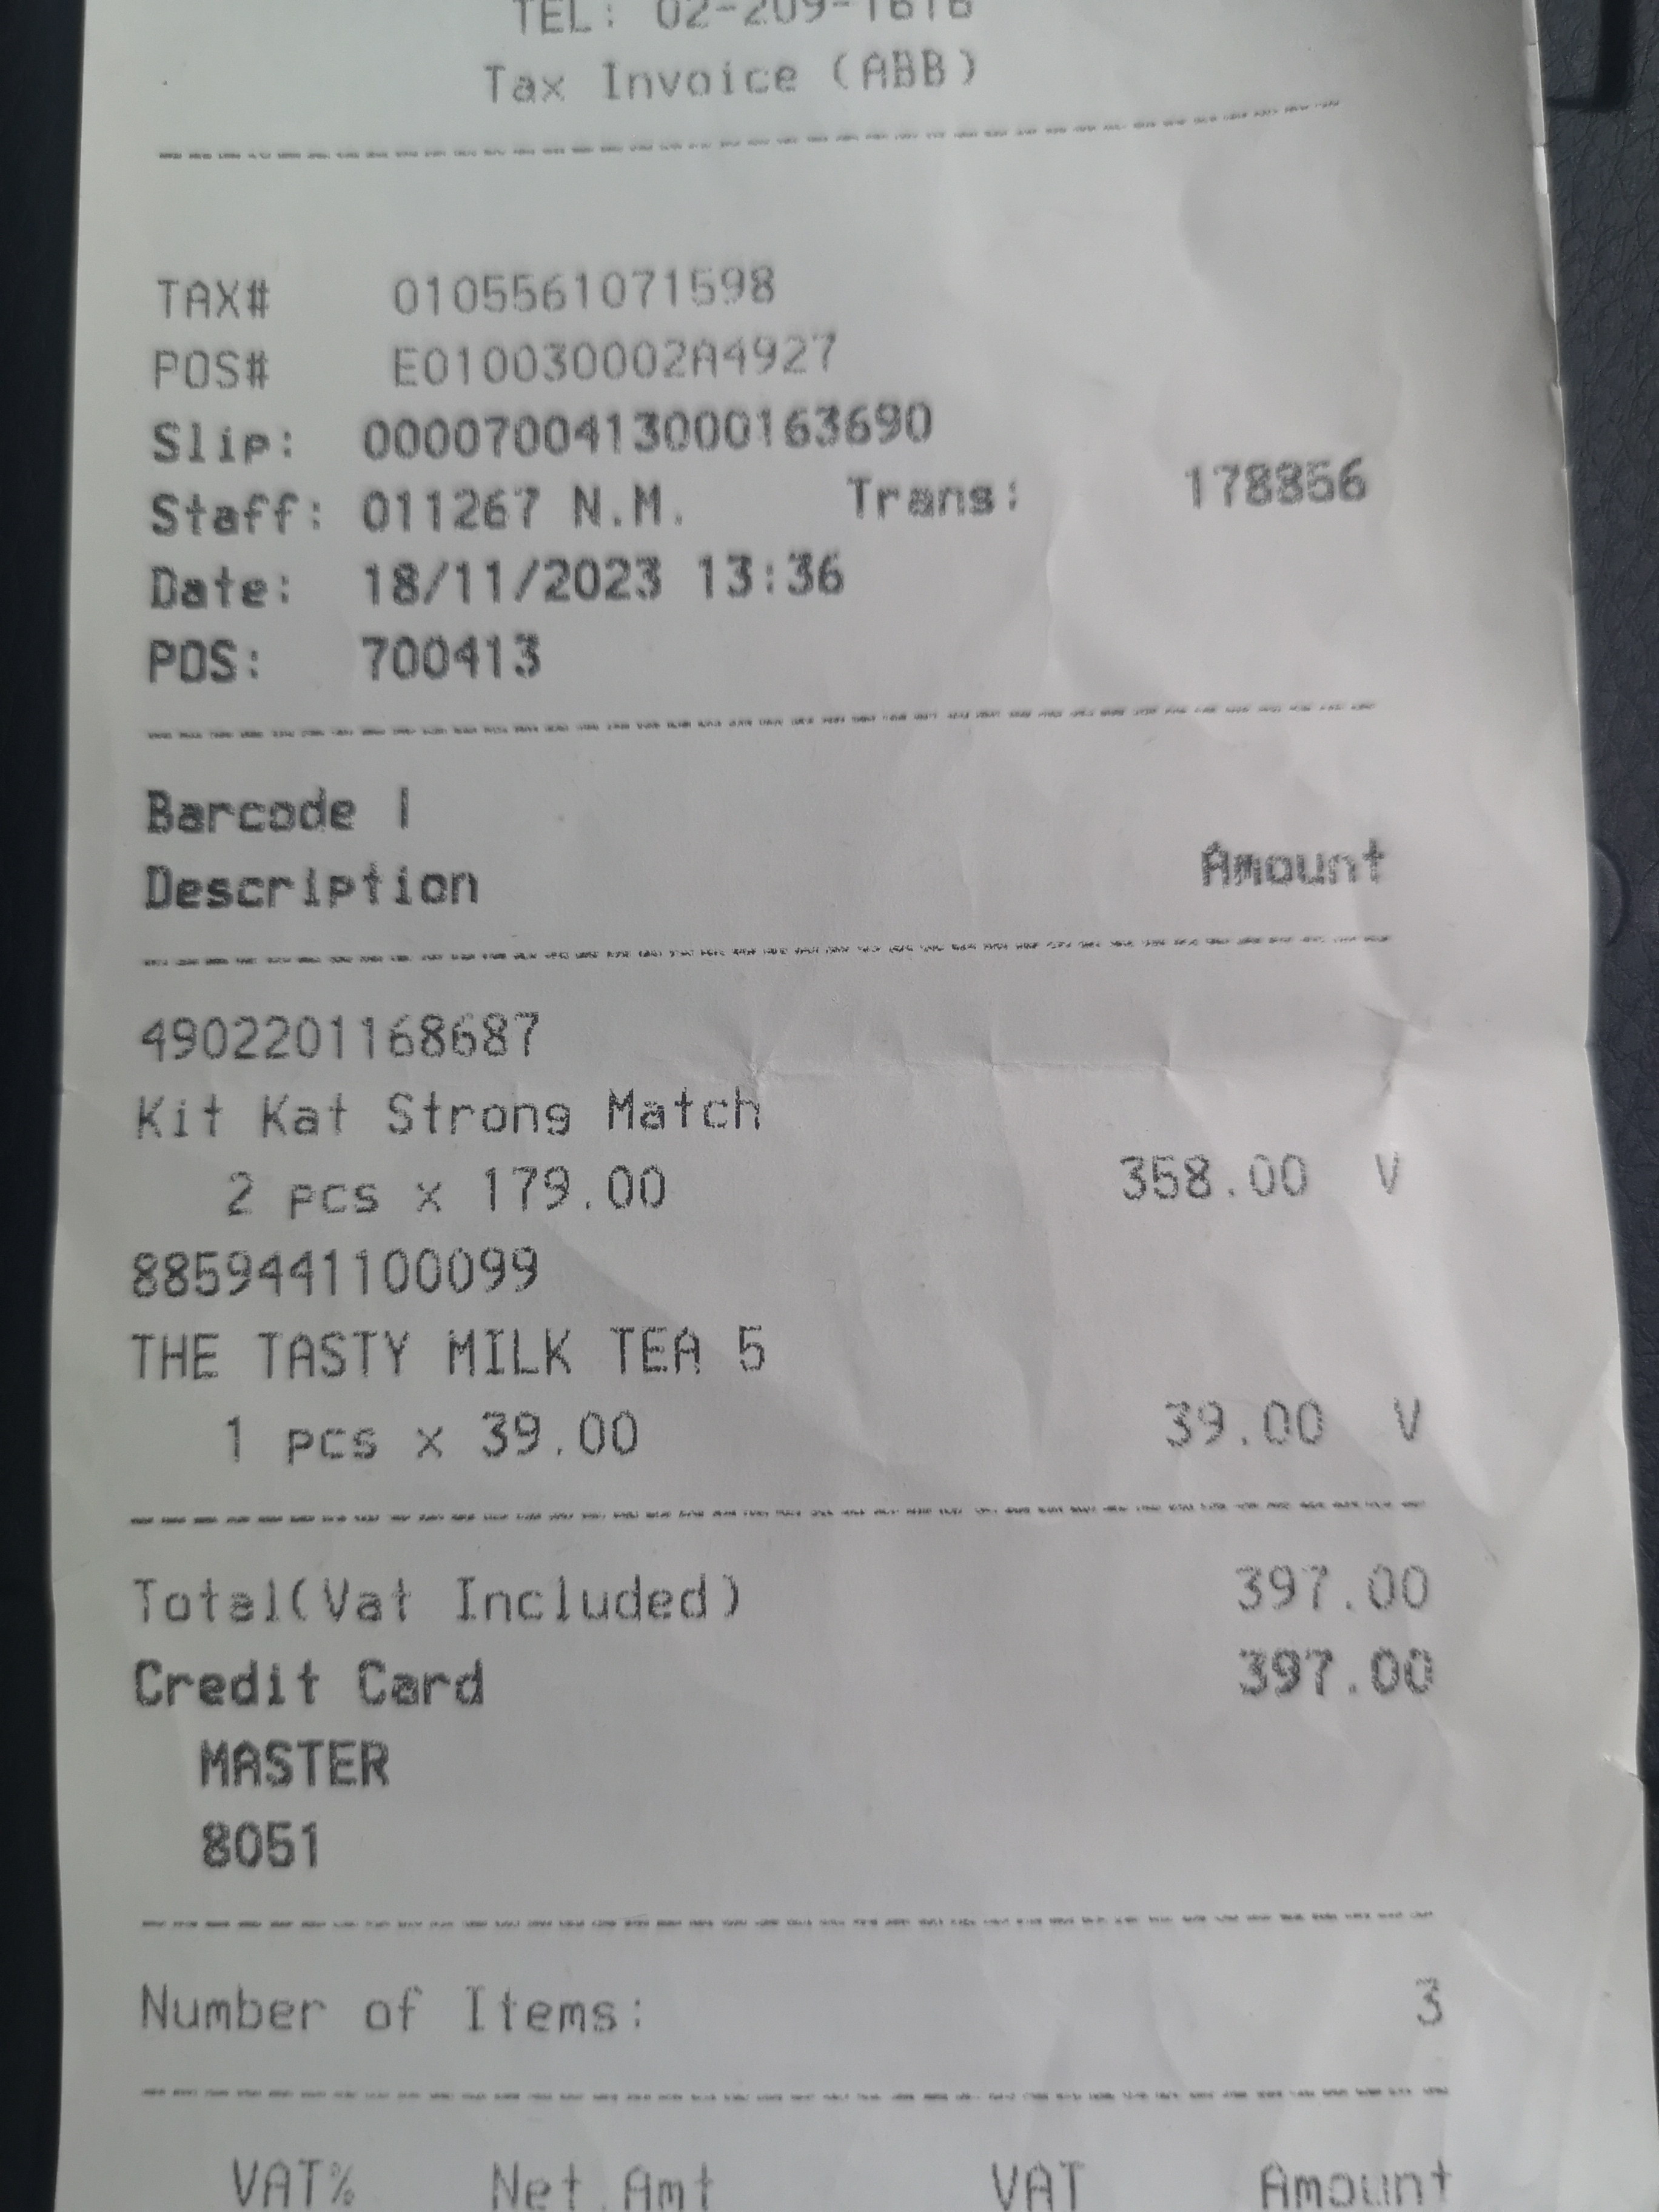 TEL: 02-209-1616
Tax Invoice (ABB)
TAX# 0105561071598
POS# E010030002A4927
Slip: 0000700413000163690
Staff: 011267 N.M. Trans: 178856
Date: 18/11/2023 13:36
POS: 700413
Barcode |
Description Amount
4902201168687
Kit Kat Strong Match
2 pcs x 179.00 358.00 V
8859441100099
THE TASTY MILK TEA 5
1 pcs x 39.00 39.00 V
Total(Vat Included) 397.00
Credit Card 397.00
MASTER
8051
Number of Items: 3
VAT% Net Amt VAT Amount